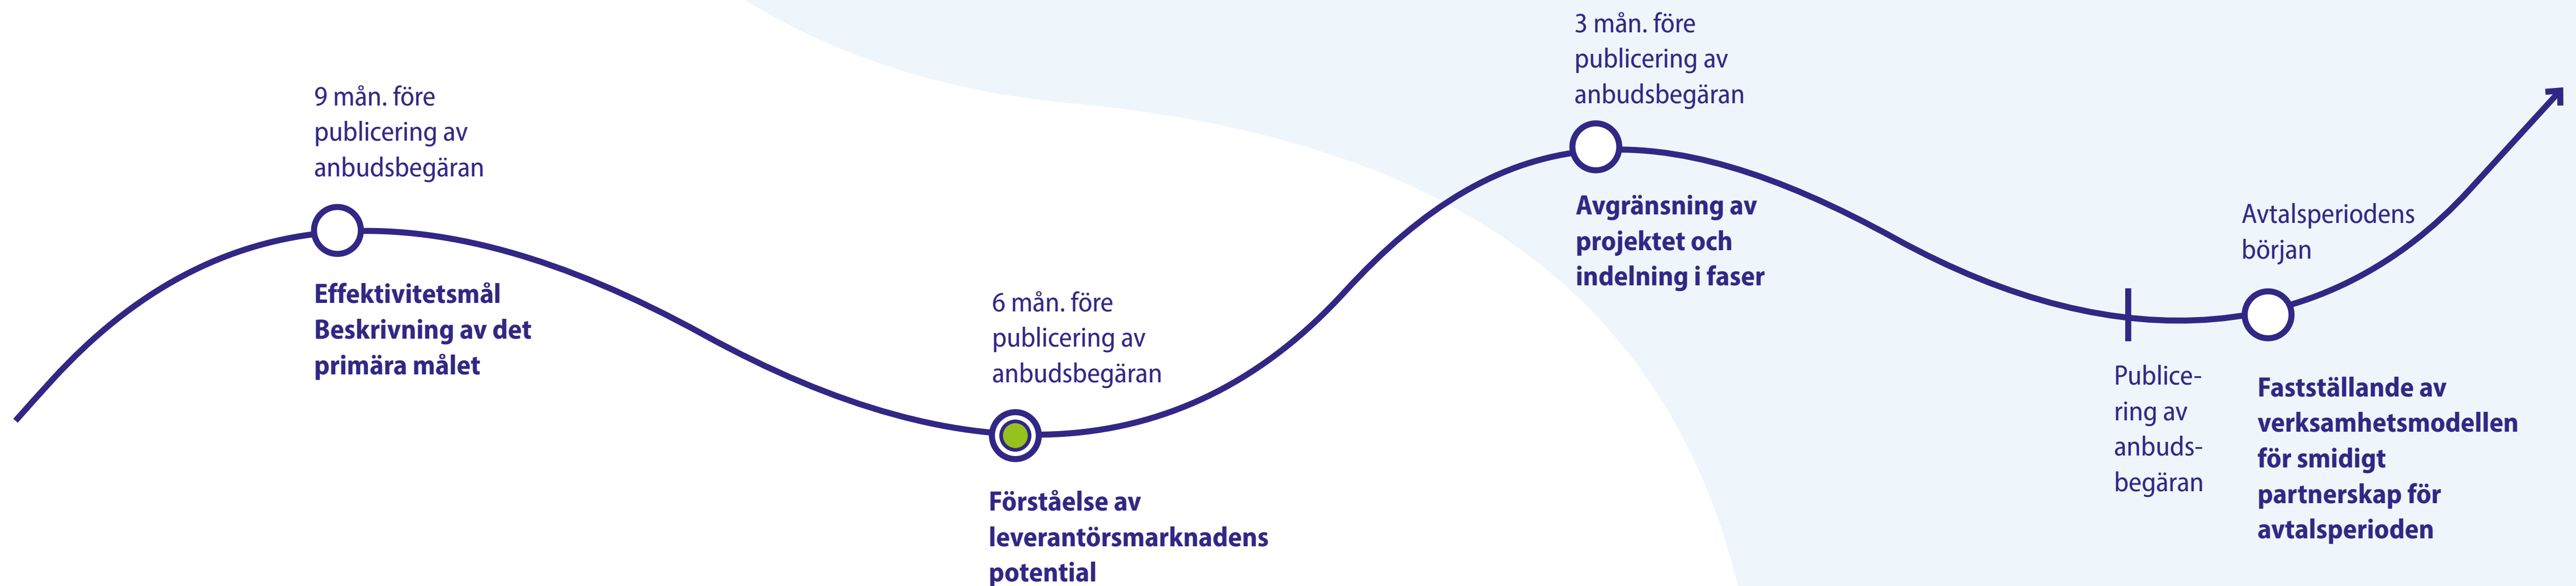 9 mån. före
publicering av
anbudsbegäran
Effektivitetsmål
Beskrivning av det
primära målet
6 mån. före
publicering av
anbudsbegäran
Förståelse av
leverantörsmarknadens
potential
3 mån. före
publicering av
anbudsbegäran
Avgränsning av
projektet och
indelning i faser
Publice-
ring av
anbuds-
begäran
Avtalsperiodens
början
Fastställande av
verksamhetsmodellen
för smidigt
partnerskap för
avtalsperioden